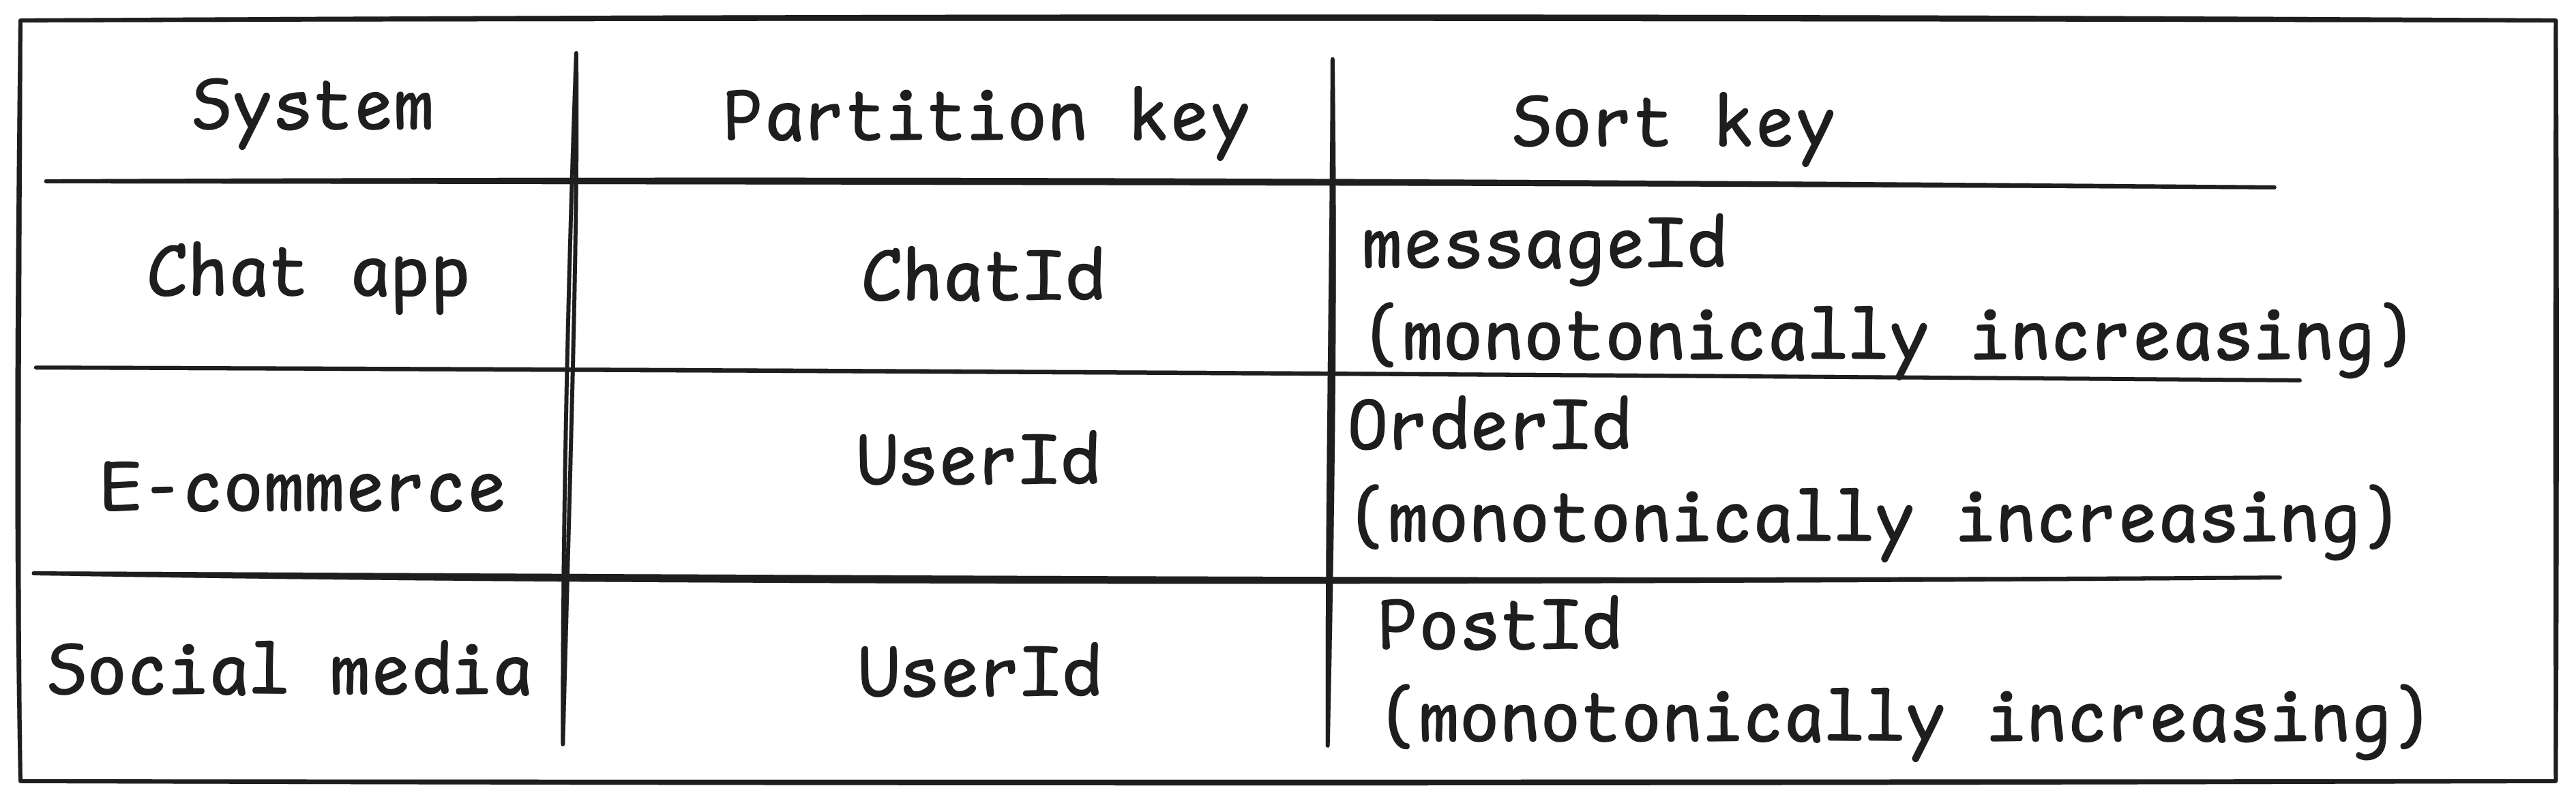 System Partition key Sort key
Chat app ChatId messageId
(monotonically increasing)
E-commerce UserId OrderId
(monotonically increasing)
Social media UserId PostId
(monotonically increasing)